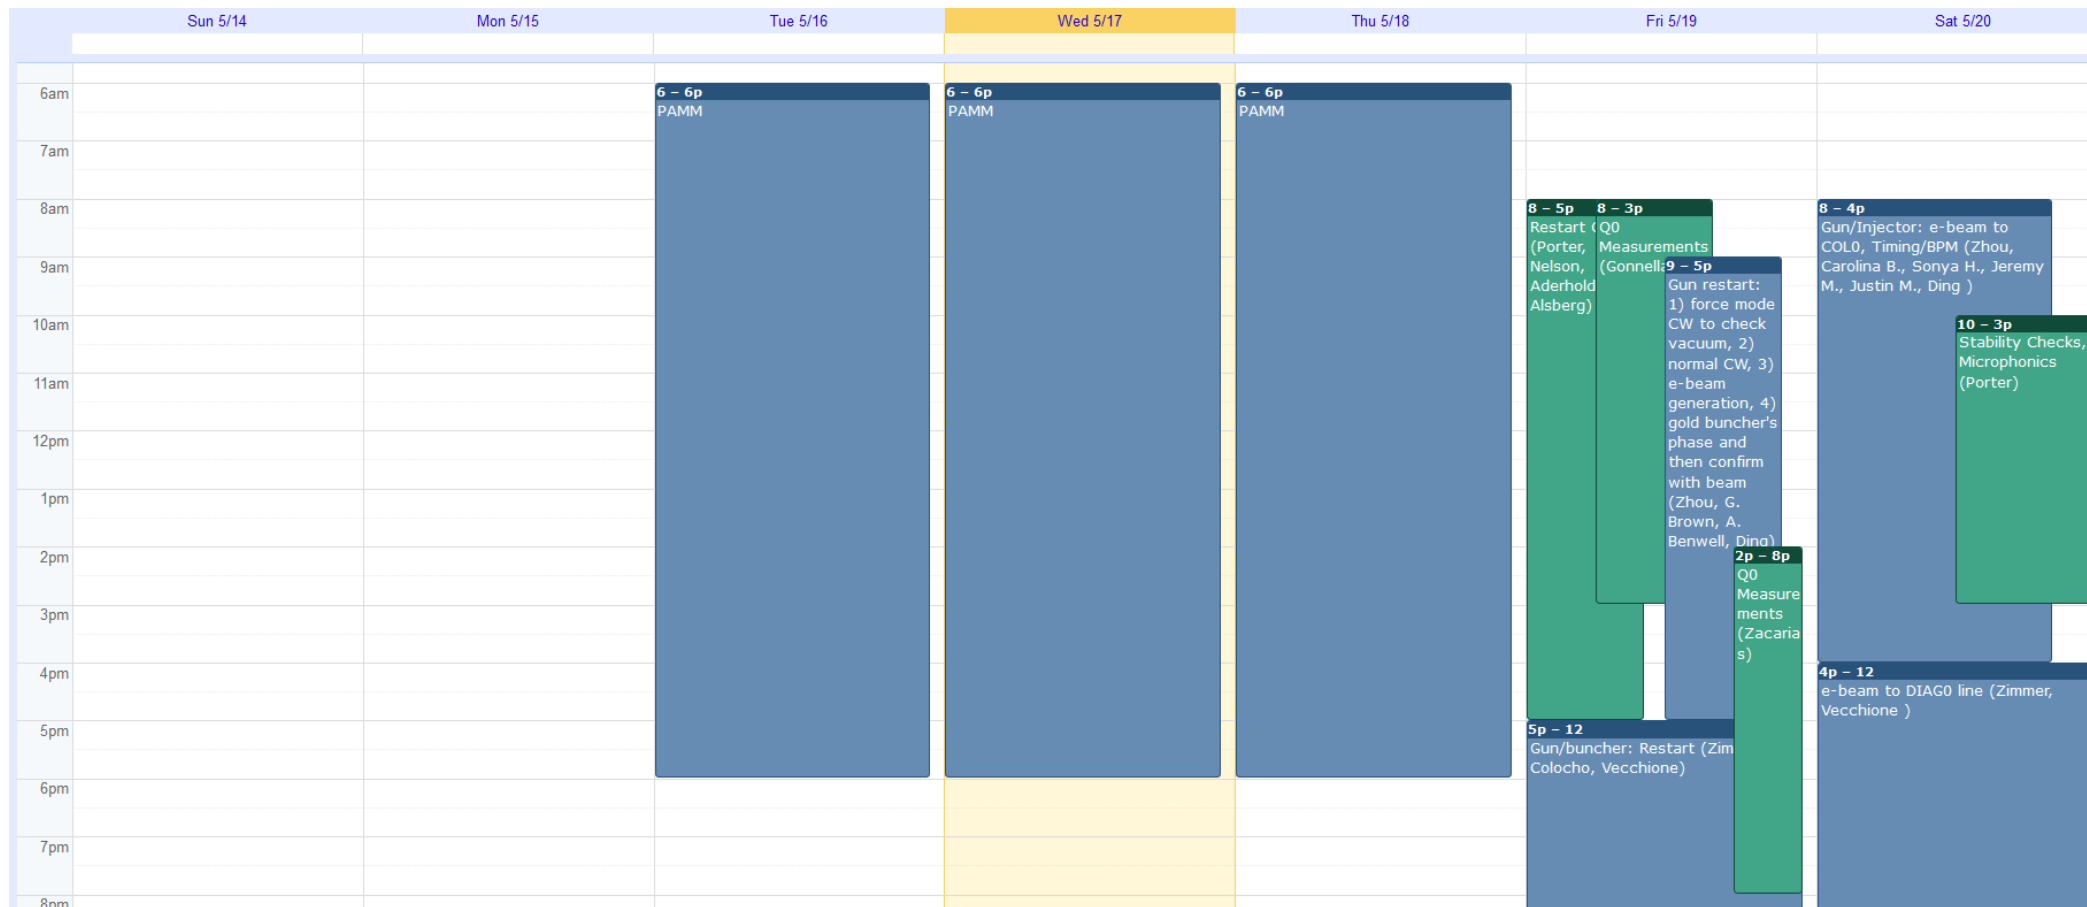 Sun 5/14
Mon 5/15
Tue 5/16
Wed 5/17
Thu 5/18
Fri 5/19
Sat 5/20
6am
7am
8am
9am
10am
11am
12pm
1pm
2pm
3pm
4pm
5pm
6pm
7pm
8pm
6 – 6p
PAMM
6 – 6p
PAMM
6 – 6p
PAMM
8 – 5p
Restart
(Porter,
Nelson,
Aderhold
Alsberg)
8 – 3p
Q0
Measurements
(Gonnella
9 – 5p
Gun restart:
1) force mode
CW to check
vacuum, 2)
normal CW, 3)
e-beam
generation, 4)
gold buncher's
phase and
then confirm
with beam
(Zhou, G.
Brown, A.
Benwell, Ding)
2p – 8p
Q0
Measure
ments
(Zacaria
s)
5p – 12
Gun/buncher: Restart (Zim
Colocho, Vecchione)
8 – 4p
Gun/Injector: e-beam to
COL0, Timing/BPM (Zhou,
Carolina B., Sonya H., Jeremy
M., Justin M., Ding )
10 – 3p
Stability Checks,
Microphonics
(Porter)
4p – 12
e-beam to DIAG0 line (Zimmer,
Vecchione )